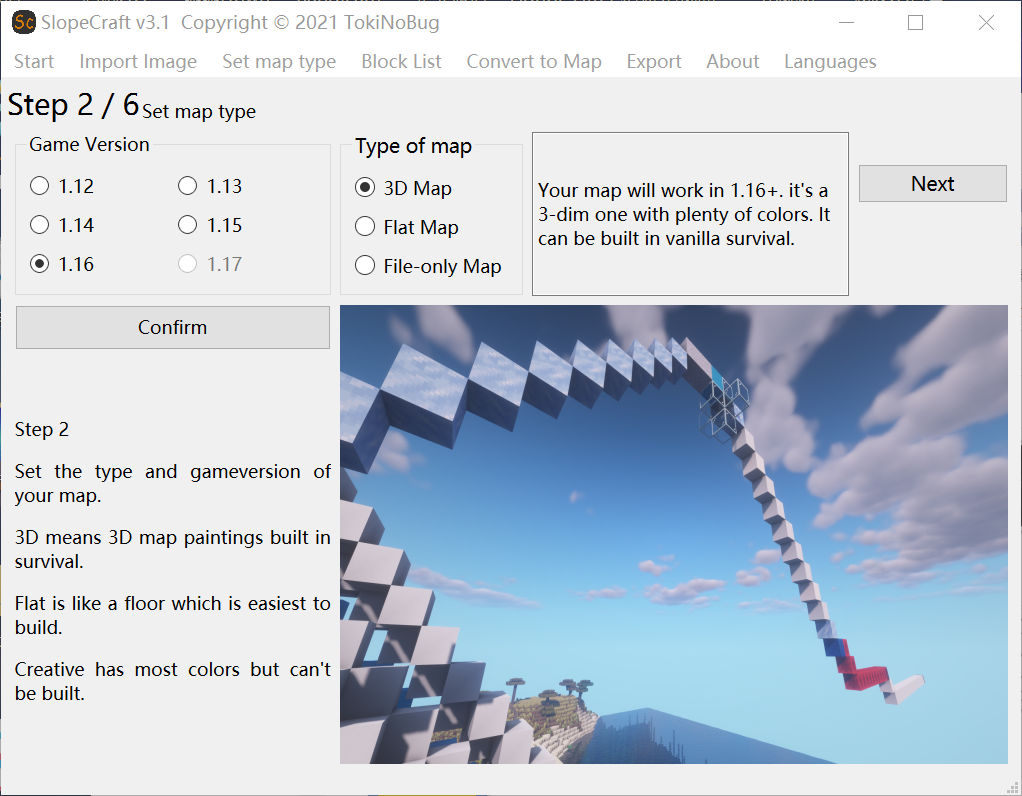 Sc SlopeCraft v3.1 Copyright © 2021 TokiNoBug
Start Import Image Set map type Block List Convert to Map Export About Languages
Step 2 / 6 Set map type
Game Version
1.12 1.13
1.14 1.15
1.16 1.17
Type of map
3D Map
Flat Map
File-only Map
Your map will work in 1.16+. it's a
3-dim one with plenty of colors. It
can be built in vanilla survival.
Next
Confirm
Step 2
Set the type and gameversion of
your map.
3D means 3D map paintings built in
survival.
Flat is like a floor which is easiest to
build.
Creative has most colors but can't
be built.